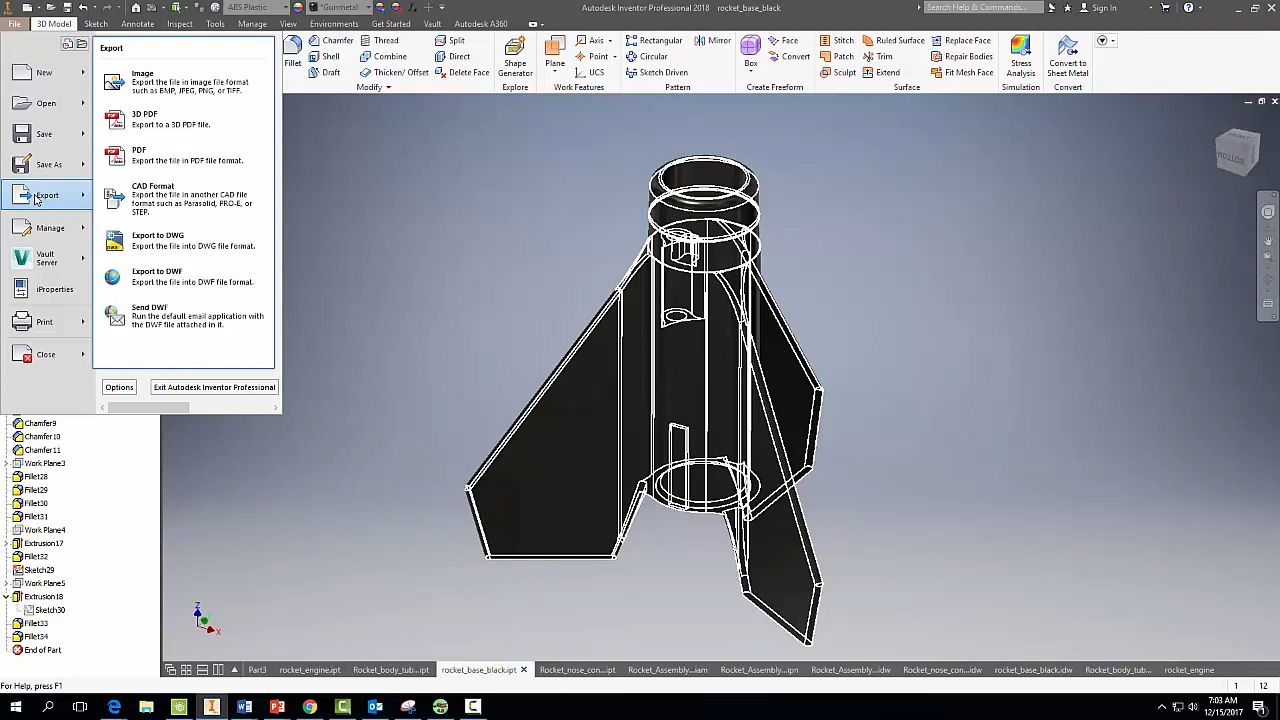 ABS Plastic
*Gunmetal
Autodesk Inventor Professional 2018 rocket_base_black.ipt
Search Help & Commands...
Sign In
File 3D Model Sketch Annotate Inspect Tools Manage View Environments Get Started Vault Autodesk A360
Export
Image
Export the file in image file format
such as BMP, JPEG, PNG, or TIFF.
3D PDF
Export to a 3D PDF file.
PDF
Export the file in PDF file format.
CAD Format
Export the file in another CAD file
format such as Parasolid, PRO-E, or
STEP.
Export to DWG
Export the file into DWG file format.
Export to DWF
Export the file into DWF file format.
Send DWF
Run the default email application with
the DWF file attached in it.
New
Open
Save
Save As
Export
Manage
Vault
Server
iProperties
Print
Close
Options
Exit Autodesk Inventor Professional
Fillet
Chamfer Thread Split
Shell Combine Direct
Draft Thicken/ Offset Delete Face
Modify
Shape
Generator
Explore
Plane
Axis
Point
UCS
Work Features
Rectangular Mirror
Circular
Sketch Driven
Pattern
Box
Face
Convert
Create Freeform
Stitch Ruled Surface Replace Face
Patch Trim Repair Bodies
Sculpt Extend Fit Mesh Face
Surface
Stress
Analysis
Simulation
Convert to
Sheet Metal
Convert
FRONT
BOTTOM
Chamfer9
Chamfer10
Chamfer11
Work Plane3
Fillet28
Fillet29
Fillet30
Fillet31
Work Plane4
Extrusion17
Fillet32
Sketch29
Work Plane5
Extrusion18
Sketch30
Fillet33
Fillet34
End of Part
Z
X
Part3 rocket_engine.ipt Rocket_body_tub...ipt rocket_base_black.ipt Rocket_nose_con...ipt Rocket_Assembly...iam Rocket_Assembly...ipn Rocket_Assembly...idw Rocket_nose_con...idw rocket_base_black.idw Rocket_body_tub... rocket_engine
For Help, press F1
1 12
7:03 AM
12/15/2017